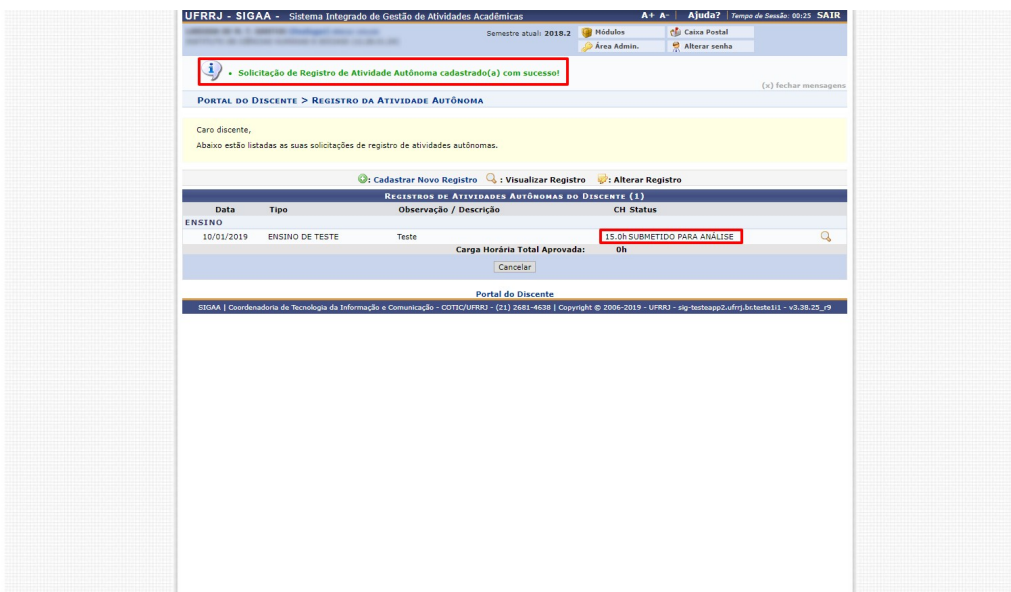 UFRRJ - SIGAA - Sistema Integrado de Gestão de Atividades Acadêmicas A+ A- Ajuda? Tempo de Sessão: 00:25 SAIR
Semestre atual: 2018.2 Módulos Caixa Postal
Área Admin. Alterar senha
• Solicitação de Registro de Atividade Autônoma cadastrado(a) com sucesso!
(x) fechar mensagens
PORTAL DO DISCENTE > REGISTRO DA ATIVIDADE AUTÔNOMA
Caro discente,
Abaixo estão listadas as suas solicitações de registro de atividades autônomas.
: Cadastrar Novo Registro : Visualizar Registro : Alterar Registro
REGISTROS DE ATIVIDADES AUTÔNOMAS DO DISCENTE (1)
Data Tipo Observação / Descrição CH Status
ENSINO
10/01/2019 ENSINO DE TESTE Teste 15.0h SUBMETIDO PARA ANÁLISE
Carga Horária Total Aprovada: 0h
Cancelar
Portal do Discente
SIGAA | Coordenadoria de Tecnologia da Informação e Comunicação - COTIC/UFRRJ - (21) 2681-4638 | Copyright © 2006-2019 - UFRRJ - sig-testeapp2.ufrrj.br.teste1i1 - v3.38.25_r9